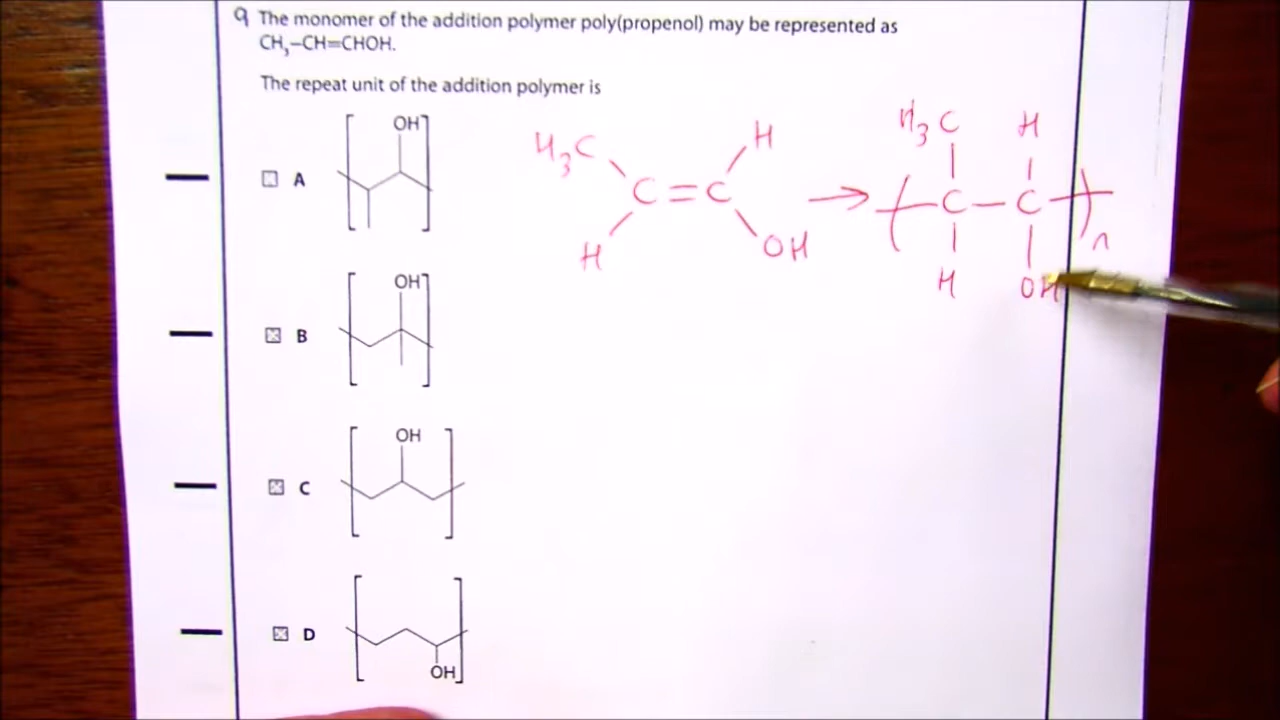 9 The monomer of the addition polymer poly(propenol) may be represented as
CH₃–CH=CHOH.
The repeat unit of the addition polymer is
A
OH
B
OH
C
OH
D
OH
H₃C H
C=C
H OH
→
H₃C H
( –C–C– )n
H OH